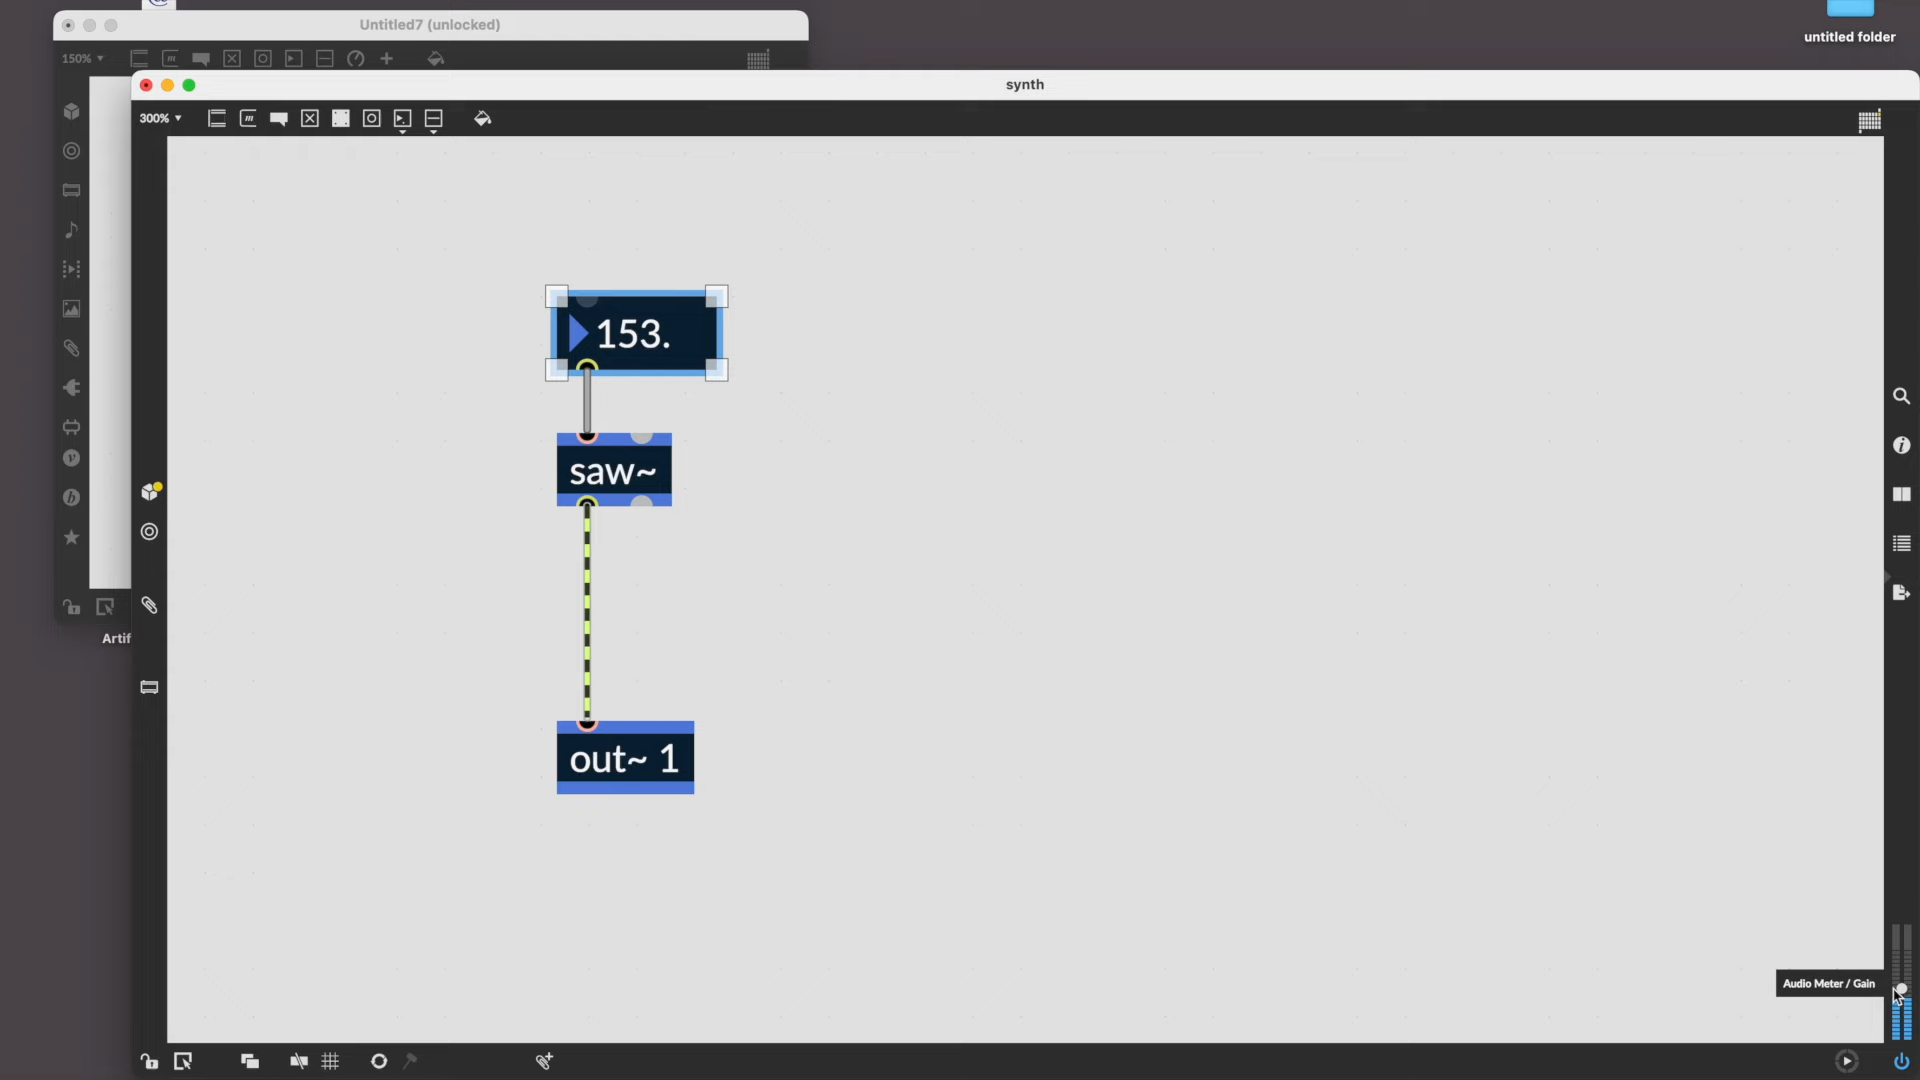 untitled folder
Untitled7 (unlocked)
150%
synth
300%
153.
saw~
out~ 1
Artif
Audio Meter / Gain